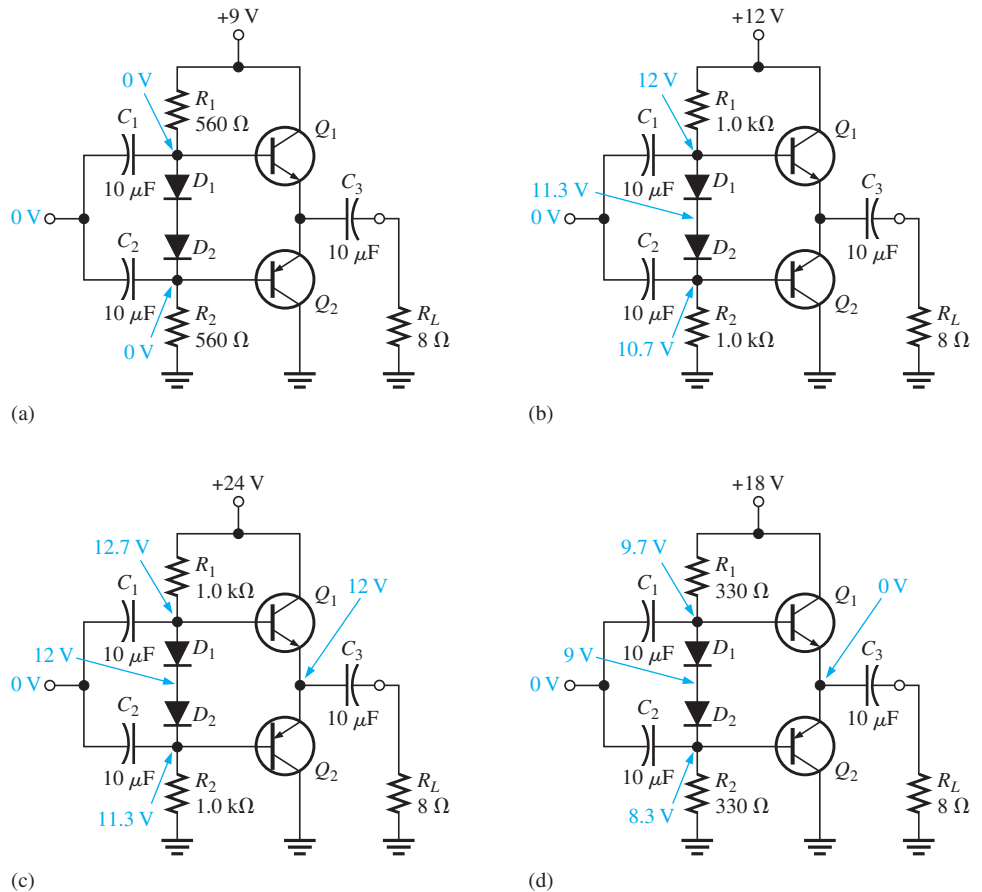 +9 V
0 V
R1
560 Ω
C1
Q1
10 μF
D1
C3
0 V
C2
D2
10 μF
10 μF
Q2
R2
560 Ω
RL
8 Ω
0 V
(a)
+12 V
12 V
R1
1.0 kΩ
C1
Q1
10 μF
D1
C3
11.3 V
0 V
C2
D2
10 μF
10 μF
Q2
R2
1.0 kΩ
RL
8 Ω
10.7 V
(b)
+24 V
12.7 V
R1
1.0 kΩ
12 V
C1
Q1
10 μF
D1
C3
12 V
0 V
C2
D2
10 μF
10 μF
Q2
R2
1.0 kΩ
RL
8 Ω
11.3 V
(c)
+18 V
9.7 V
R1
330 Ω
0 V
C1
Q1
10 μF
D1
C3
9 V
0 V
C2
D2
10 μF
10 μF
Q2
R2
330 Ω
RL
8 Ω
8.3 V
(d)